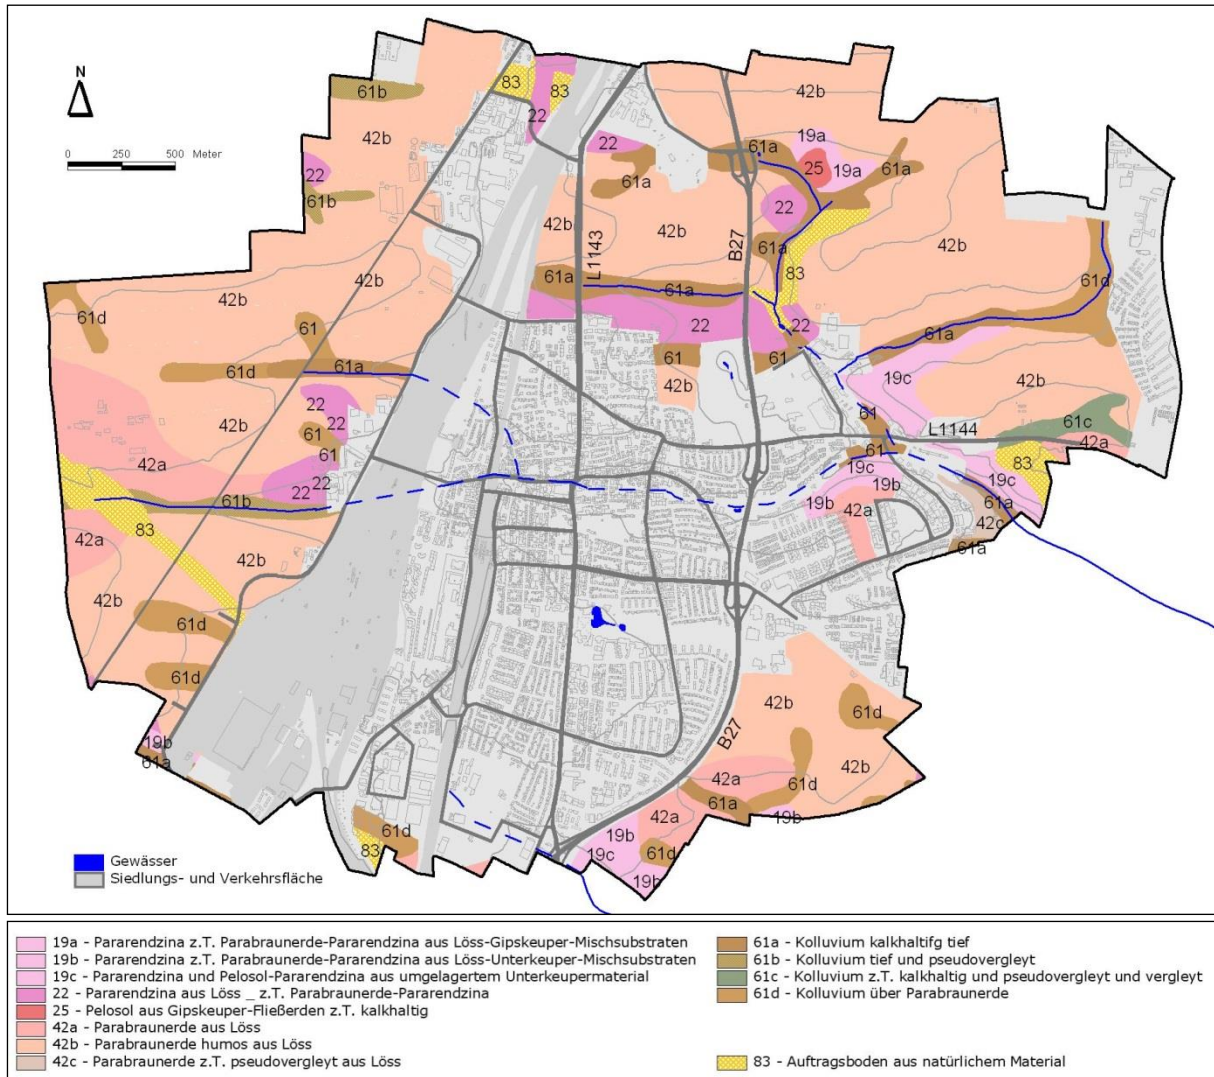 N
0 250 500 Meter
83
83
42b
61b
22
42b
22
19a
61a
25
19a
61a
22
61a
61b
22
42b
42b
42b
L1143
B27
61a
83
42b
42b
61a
61a
61d
61d
61
22
22
61a
61d
61a
61
61
19c
42b
22
42b
42b
22
61
61
L1144
61c
61
61
42a
42a
22
22
19c
83
61b
19b
19b
19c
61a
83
42a
42c
42a
61a
42b
42b
61d
61d
42b
61d
B27
19b
42a
61d
42b
61a
61a
42a
19b
61d
19b
83
19c
61d
19b
Gewässer
Siedlungs- und Verkehrsfläche
19a - Pararendzina z.T. Parabraunerde-Pararendzina aus Löss-Gipskeuper-Mischsubstraten
19b - Pararendzina z.T. Parabraunerde-Pararendzina aus Löss-Unterkeuper-Mischsubstraten
19c - Pararendzina und Pelosol-Pararendzina aus umgelagertem Unterkeupermaterial
22 - Pararendzina aus Löss _ z.T. Parabraunerde-Pararendzina
25 - Pelosol aus Gipskeuper-Fließerden z.T. kalkhaltig
42a - Parabraunerde aus Löss
42b - Parabraunerde humos aus Löss
42c - Parabraunerde z.T. pseudovergleyt aus Löss
61a - Kolluvium kalkhaltifg tief
61b - Kolluvium tief und pseudovergleyt
61c - Kolluvium z.T. kalkhaltig und pseudovergleyt und vergleyt
61d - Kolluvium über Parabraunerde
83 - Auftragsboden aus natürlichem Material